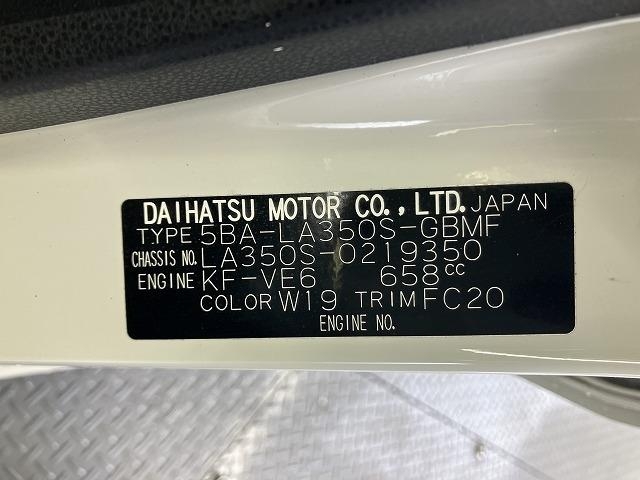 DAIHATSU MOTOR CO., LTD. JAPAN
TYPE 5BA-LA350S-GBMF
CHASSIS NO. LA350S-0219350
ENGINE KF-VE6 658cc
COLOR W19 TRIM FC20
ENGINE NO.